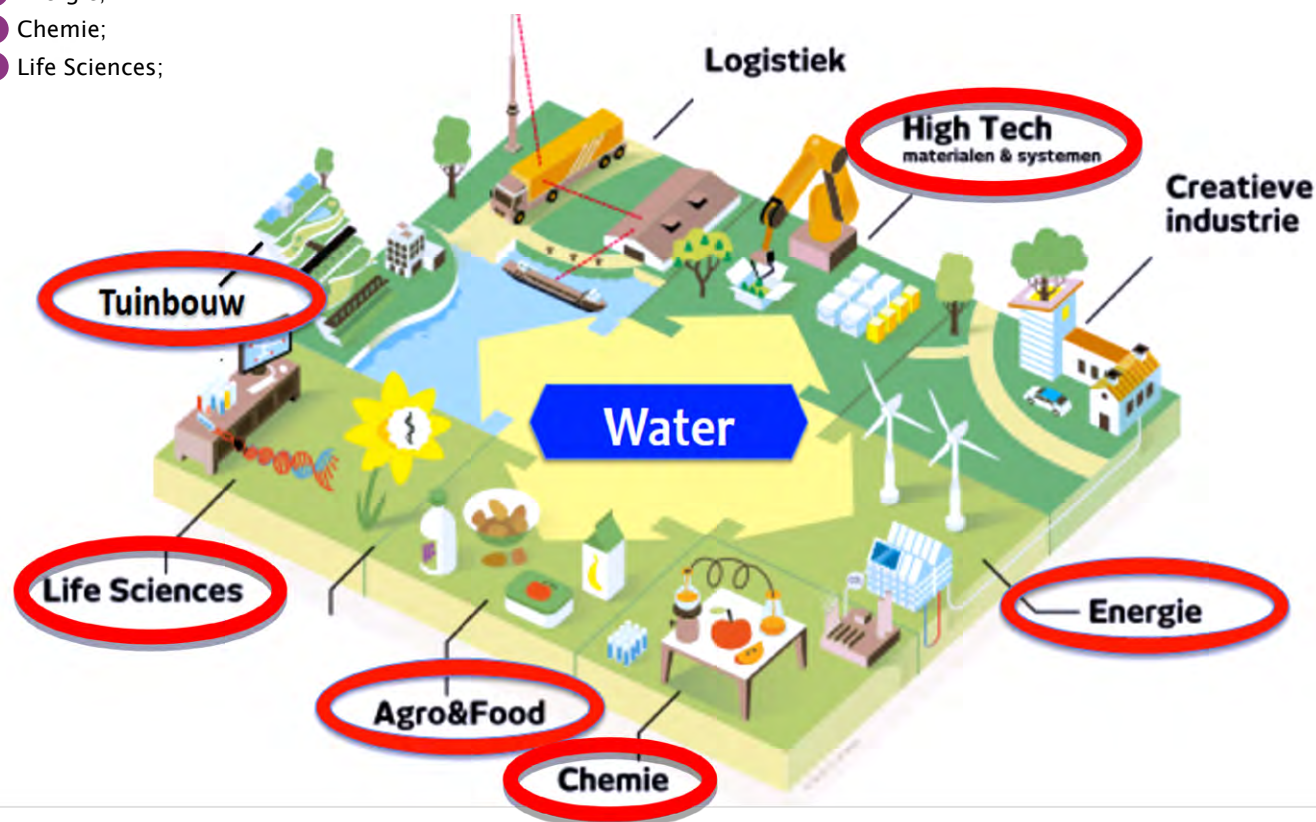 Chemie;
Life Sciences;
Logistiek
High Tech
materialen & systemen
Creatieve
industrie
Tuinbouw
Water
Life Sciences
Energie
Agro&Food
Chemie